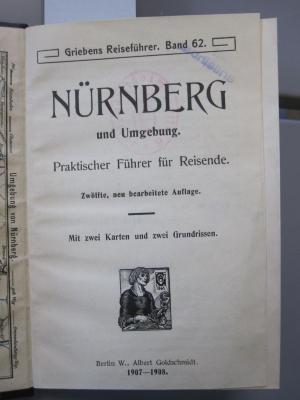 Griebens Reiseführer. Band 62.
NÜRNBERG
und Umgebung.
Praktischer Führer für Reisende.
Zwölfte, neu bearbeitete Auflage.
Mit zwei Karten und zwei Grundrissen.
Berlin W., Albert Goldschmidt.
1907—1908.
Umgebung von Nürnberg